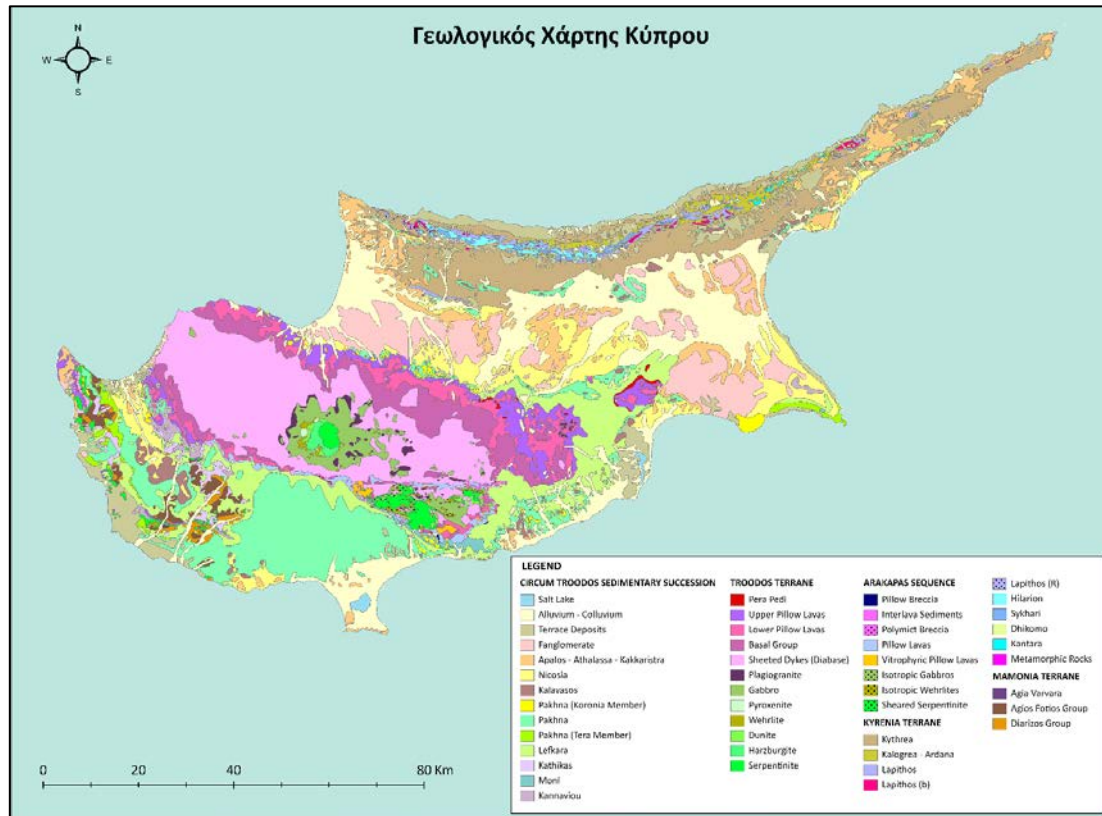 Γεωλογικός Χάρτης Κύπρου
N
W E
S
0 20 40 80 Km
LEGEND
CIRCUM TROODOS SEDIMENTARY SUCCESSION
Salt Lake
Alluvium - Colluvium
Terrace Deposits
Fanglomerate
Apalos - Athalassa - Kakkaristra
Nicosia
Kalavasos
Pakhna (Koronia Member)
Pakhna
Pakhna (Tera Member)
Lefkara
Kathikas
Moni
Kannaviou
TROODOS TERRANE
Pera Pedi
Upper Pillow Lavas
Lower Pillow Lavas
Basal Group
Sheeted Dykes (Diabase)
Plagiogranite
Gabbro
Pyroxenite
Wehrlite
Dunite
Harzburgite
Serpentinite
ARAKAPAS SEQUENCE
Pillow Breccia
Interlava Sediments
Polymict Breccia
Pillow Lavas
Vitrophyric Pillow Lavas
Isotropic Gabbros
Isotropic Wehrlites
Sheared Serpentinite
KYRENIA TERRANE
Kythrea
Kalogrea - Ardana
Lapithos
Lapithos (b)
Lapithos (R)
Hilarion
Sykhari
Dhikomo
Kantara
Metamorphic Rocks
MAMONIA TERRANE
Agia Varvara
Agios Fotios Group
Diarizos Group